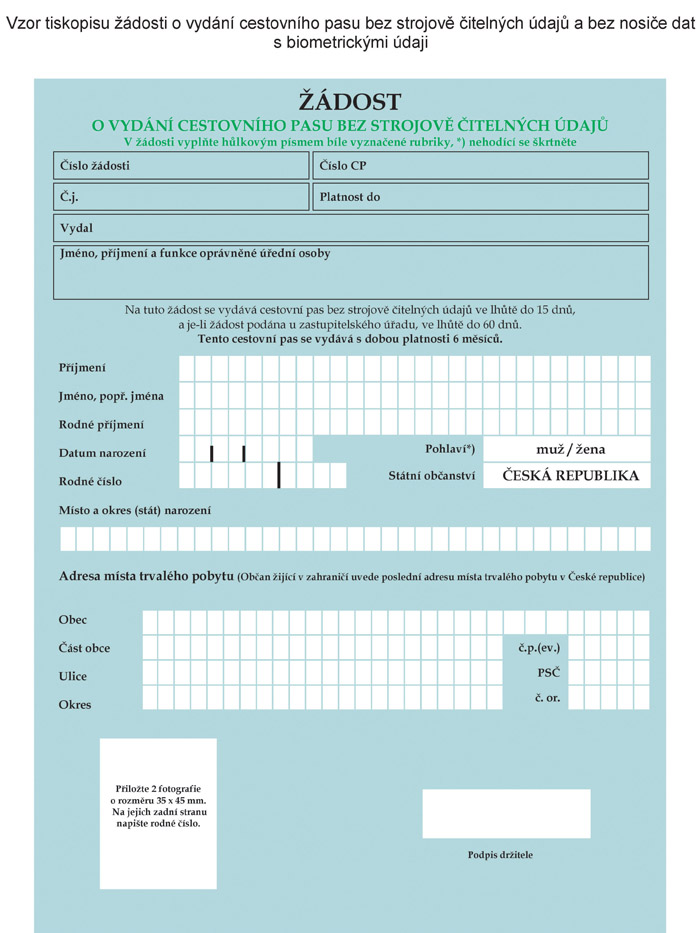 Vzor tiskopisu žádosti o vydání cestovního pasu bez strojově čitelných údajů a bez nosiče dat
s biometrickými údaji
ŽÁDOST
O VYDÁNÍ CESTOVNÍHO PASU BEZ STROJOVĚ ČITELNÝCH ÚDAJŮ
V žádosti vyplňte hůlkovým písmem bíle vyznačené rubriky, *) nehodící se škrtněte
Číslo žádosti
Číslo CP
Č.j.
Platnost do
Vydal
Jméno, příjmení a funkce oprávněné úřední osoby
Na tuto žádost se vydává cestovní pas bez strojově čitelných údajů ve lhůtě do 15 dnů,
a je-li žádost podána u zastupitelského úřadu, ve lhůtě do 60 dnů.
Tento cestovní pas se vydává s dobou platnosti 6 měsíců.
Příjmení
Jméno, popř. jména
Rodné příjmení
Datum narození
Pohlaví*)
muž / žena
Rodné číslo
Státní občanství
ČESKÁ REPUBLIKA
Místo a okres (stát) narození
Adresa místa trvalého pobytu (Občan žijící v zahraničí uvede poslední adresu místa trvalého pobytu v České republice)
Obec
Část obce
č.p.(ev.)
Ulice
PSČ
Okres
č. or.
Přiložte 2 fotografie
o rozměru 35 x 45 mm.
Na jejich zadní stranu
napište rodné číslo.
Podpis držitele